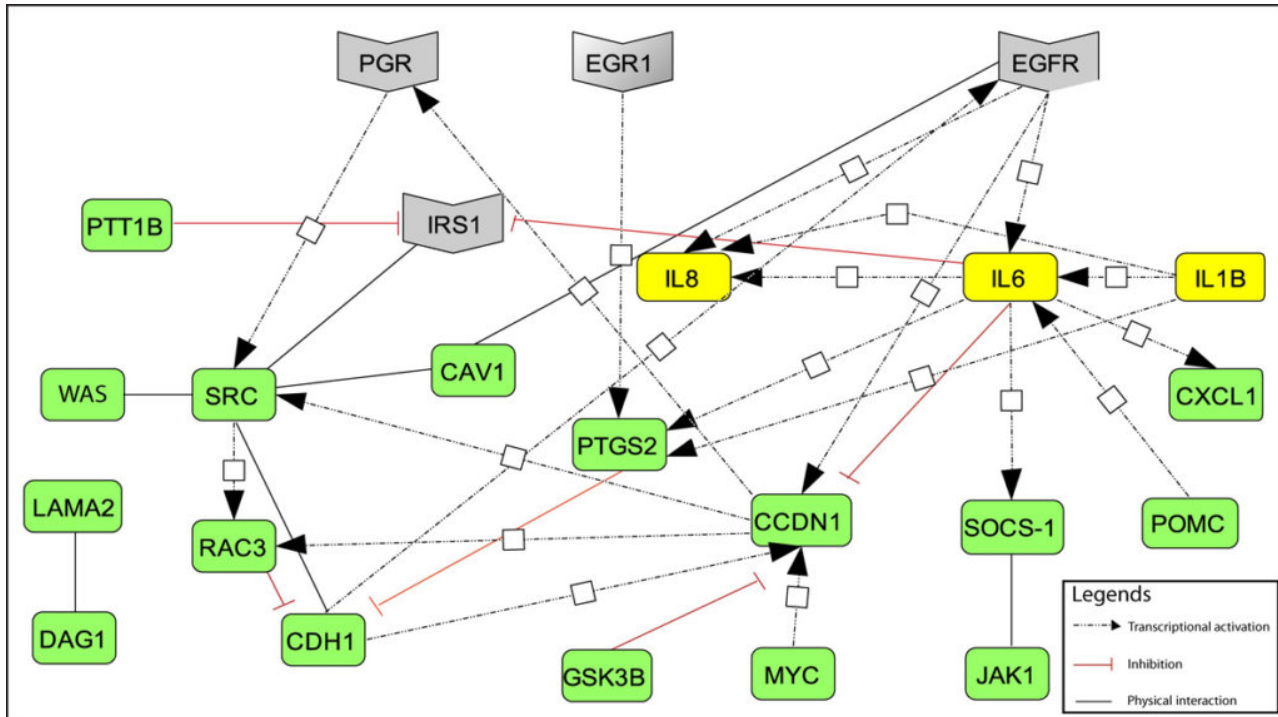 PGR
EGR1
EGFR
PTT1B
IRS1
IL8
IL6
IL1B
WAS
SRC
CAV1
CXCL1
PTGS2
LAMA2
RAC3
CCDN1
SOCS-1
POMC
DAG1
CDH1
GSK3B
MYC
JAK1
Legends
Transcriptional activation
Inhibition
Physical interaction